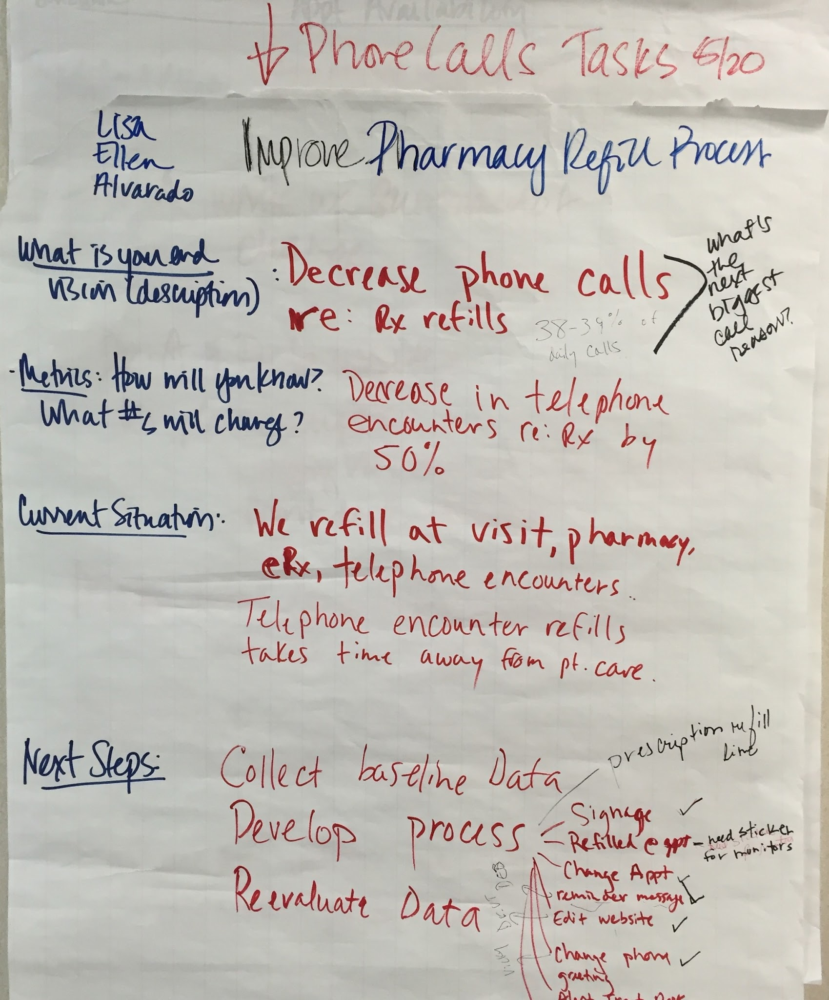 Appt Availability
↓ Phone Calls Tasks 5/20
Lisa
Ellen
Alvarado
Improve Pharmacy Refill Process
What is you end
vision (description)
: Decrease phone calls
re: Rx refills
38-39% of
daily calls
what's
the
next
biggest
call
reason?
- Metrics: How will you know?
What #s will change?
Decrease in telephone
encounters re: Rx by
50%
Current Situation:
We refill at visit, pharmacy,
eRx, telephone encounters.
Telephone encounter refills
takes time away from pt. care.
Next Steps:
Collect baseline Data
Develop process
Reevaluate Data
prescription refill
line
Signage ✓
Refilled @ appt - need sticker
for monitors
Change Appt
reminder message ✓
Edit website ✓
Change phone ✓
greeting
Vicky